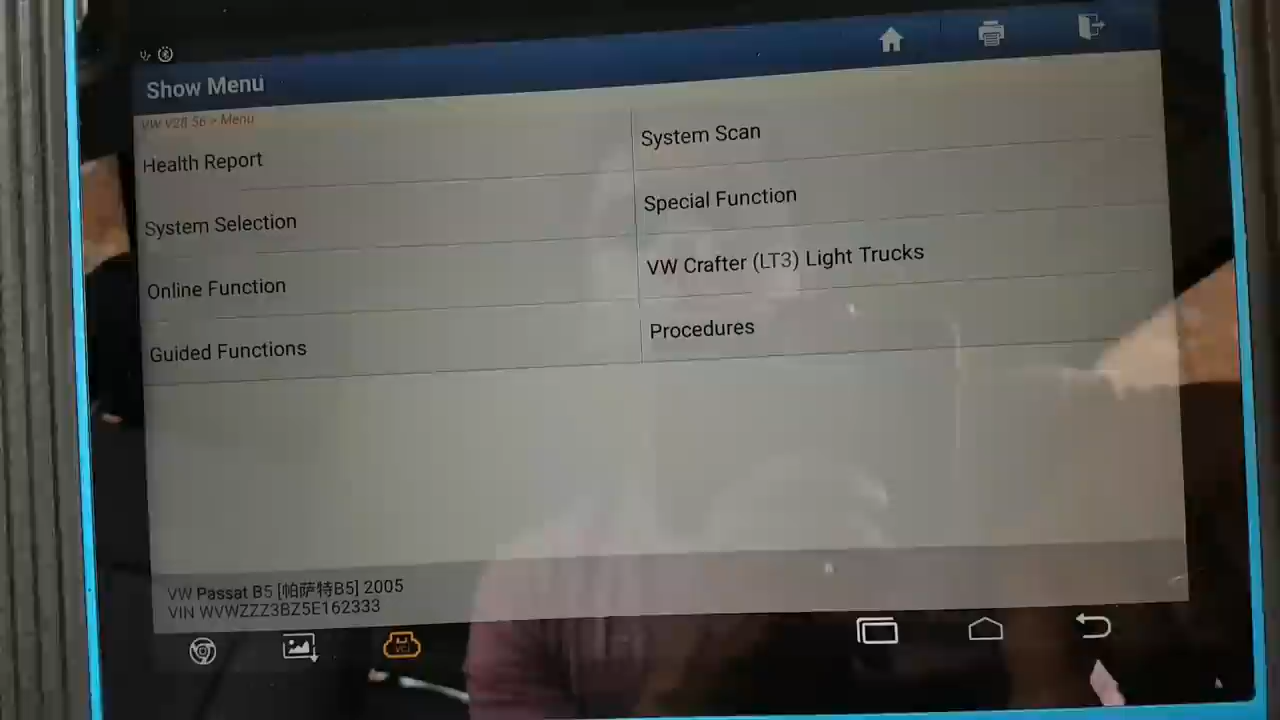 Show Menu
VW V28.56 > Menu
Health Report
System Scan
System Selection
Special Function
Online Function
VW Crafter (LT3) Light Trucks
Guided Functions
Procedures
VW Passat B5 [帕萨特B5] 2005
VIN WVWZZZ3BZ5E162333
VCI